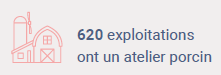 620 exploitations
ont un atelier porcin